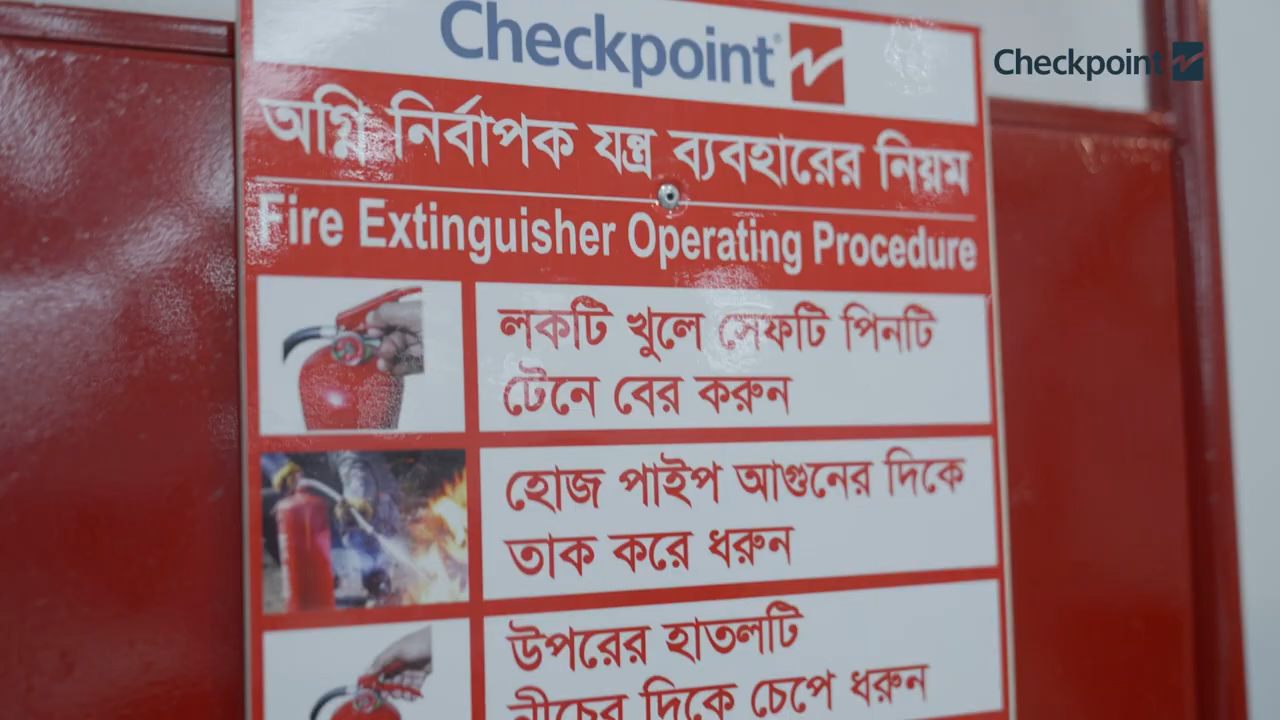 Checkpoint
Checkpoint
অগ্নি নির্বাপক যন্ত্র ব্যবহারের নিয়ম
Fire Extinguisher Operating Procedure
লকটি খুলে সেফটি পিনটি
টেনে বের করুন
হোজ পাইপ আগুনের দিকে
তাক করে ধরুন
উপরের হাতলটি
নীচের দিকে চেপে ধরুন